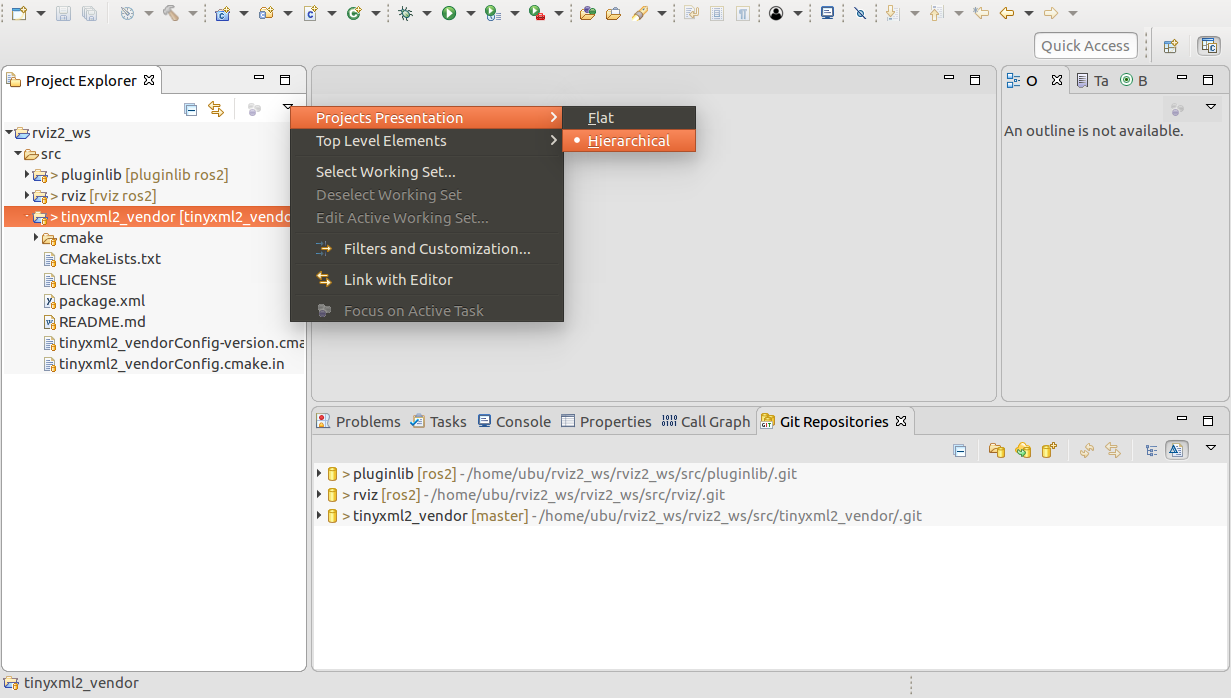 Quick Access
Project Explorer
rviz2_ws
src
> pluginlib [pluginlib ros2]
> rviz [rviz ros2]
> tinyxml2_vendor [tinyxml2_vendo
cmake
CMakeLists.txt
LICENSE
package.xml
README.md
tinyxml2_vendorConfig-version.cma
tinyxml2_vendorConfig.cmake.in
Projects Presentation
Top Level Elements
Select Working Set...
Deselect Working Set
Edit Active Working Set...
Filters and Customization...
Link with Editor
Focus on Active Task
Flat
Hierarchical
O Ta B
An outline is not available.
Problems Tasks Console Properties Call Graph Git Repositories
> pluginlib [ros2] - /home/ubu/rviz2_ws/rviz2_ws/src/pluginlib/.git
> rviz [ros2] - /home/ubu/rviz2_ws/rviz2_ws/src/rviz/.git
> tinyxml2_vendor [master] - /home/ubu/rviz2_ws/rviz2_ws/src/tinyxml2_vendor/.git
tinyxml2_vendor